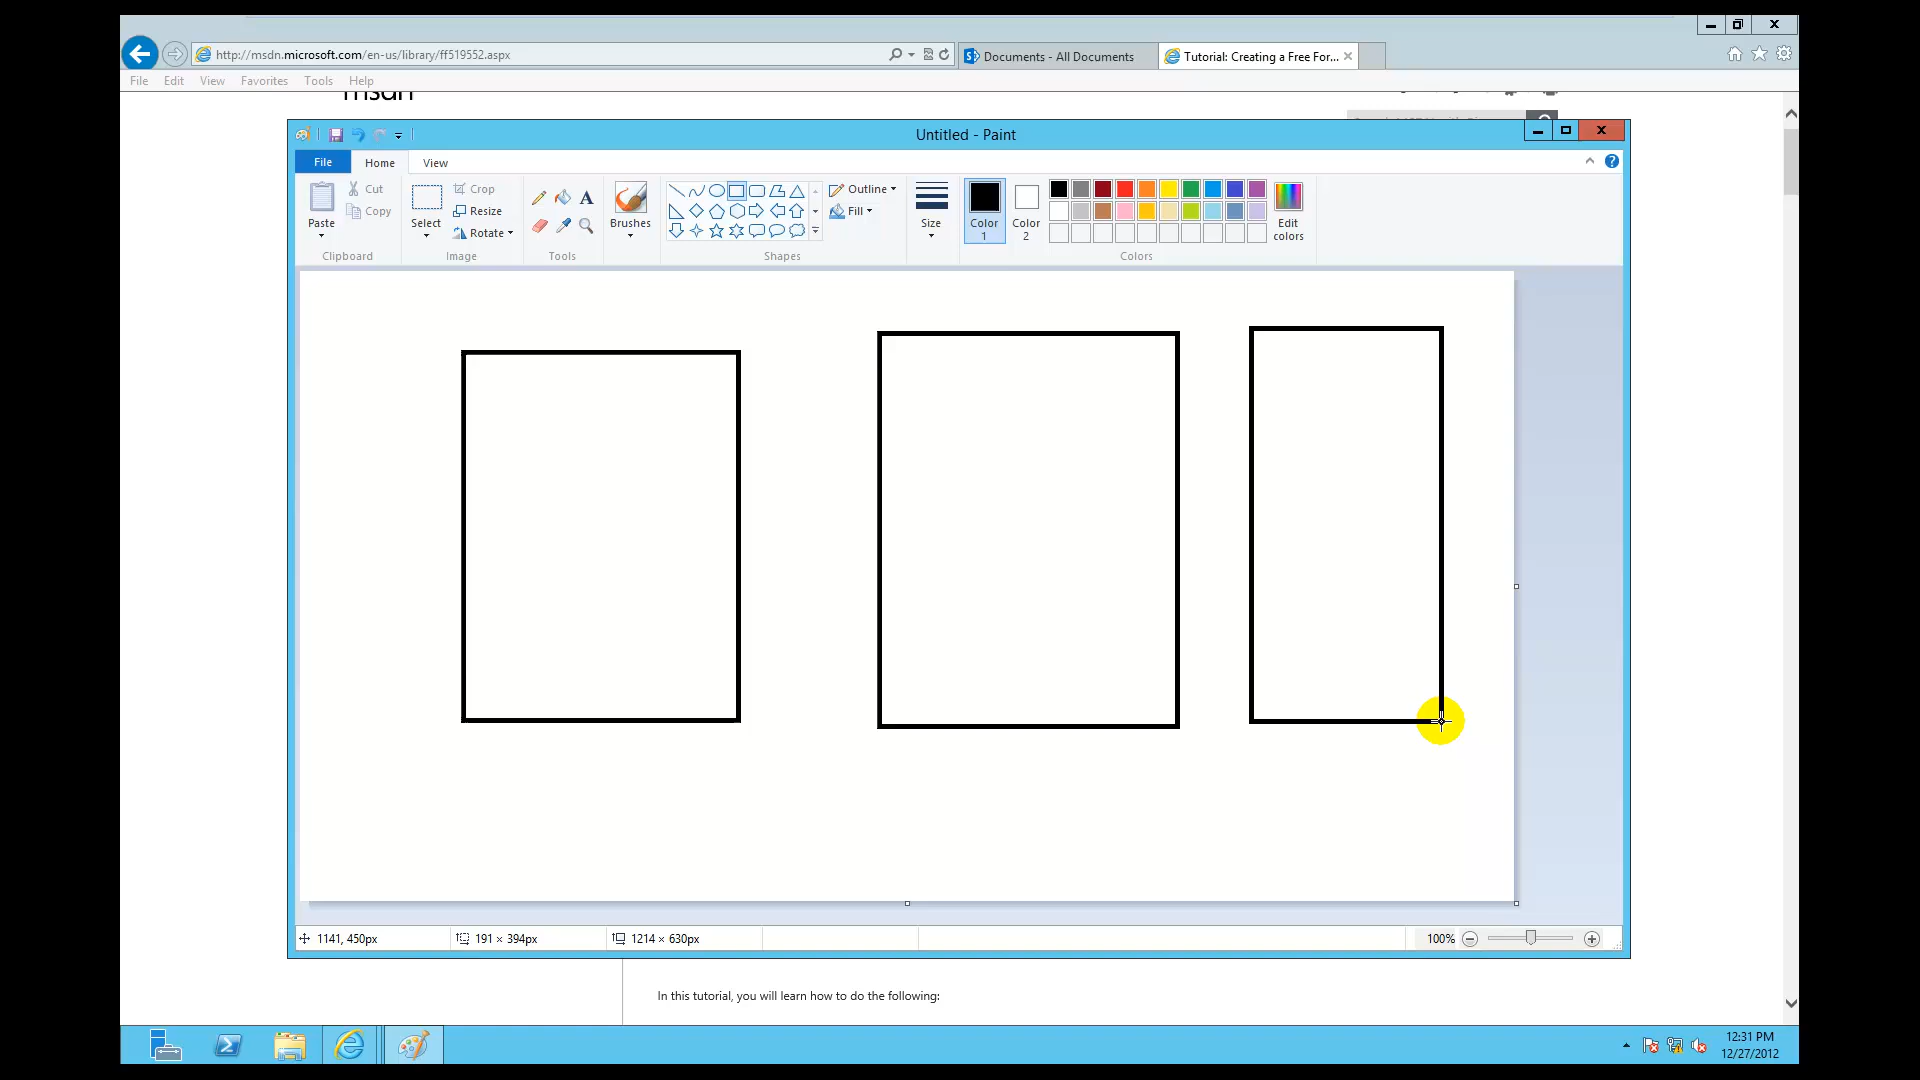 http://msdn.microsoft.com/en-us/library/ff519552.aspx
Documents - All Documents
Tutorial: Creating a Free For...
File Edit View Favorites Tools Help
msdn
Untitled - Paint
File Home View
Paste
Cut
Copy
Clipboard
Select
Crop
Resize
Rotate
Image
A
Tools
Brushes
Outline
Fill
Shapes
Size
Color 1
Color 2
Edit colors
Colors
1141, 450px
191 × 394px
1214 × 630px
100%
In this tutorial, you will learn how to do the following:
12:31 PM
12/27/2012